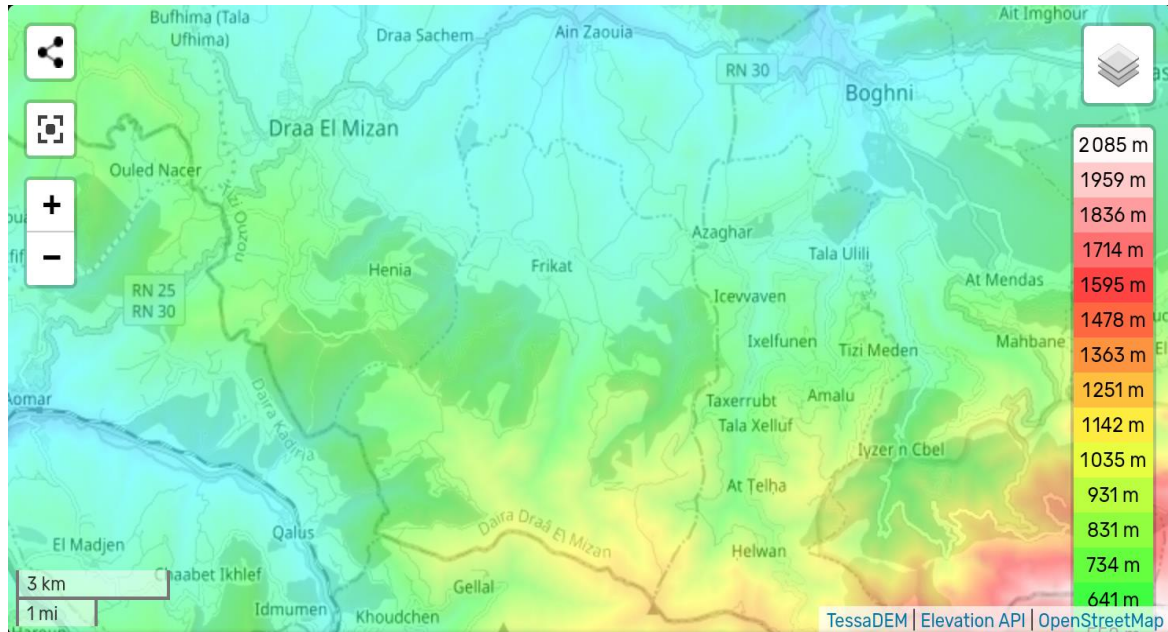 Bufhima (Tala
Ufhima)
Draa Sachem
Ain Zaouia
Ait Imghour
RN 30
Boghni
Draa El Mizan
Ouled Nacer
Tizi Ouzou
Azaghar
Tala Ulili
Henia
Frikat
At Mendas
RN 25
RN 30
Icevvaven
Ixelfunen
Tizi Meden
Mahbane
Aomar
Daïra Kadiria
Taxerrubt
Amalu
Tala Xelluf
Iyzer n Cbel
At Ṭelḥa
Daïra Draâ El Mizan
Qalus
El Madjen
Helwan
Chaabet Ikhlef
Gellal
Idmumen
Khoudchen
+
−
2085 m
1959 m
1836 m
1714 m
1595 m
1478 m
1363 m
1251 m
1142 m
1035 m
931 m
831 m
734 m
641 m
3 km
1 mi
TessaDEM | Elevation API | OpenStreetMap